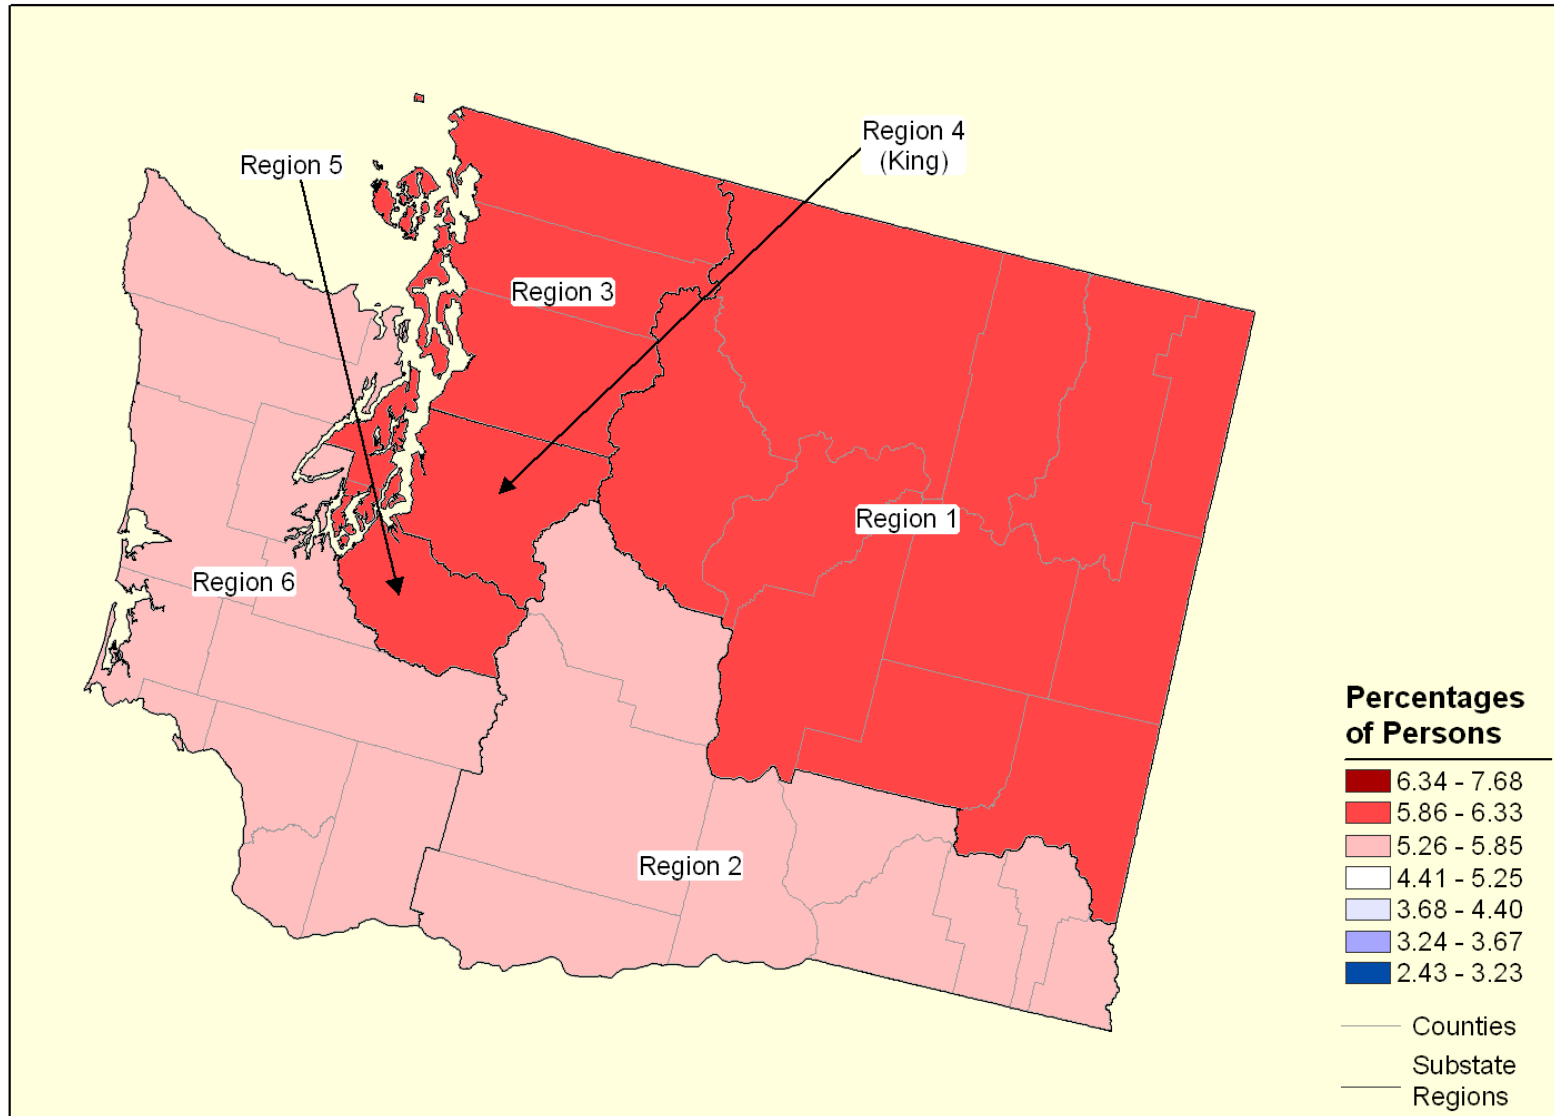 Region 4
(King)
Region 5
Region 3
Region 1
Region 6
Region 2
Percentages
of Persons
6.34 - 7.68
5.86 - 6.33
5.26 - 5.85
4.41 - 5.25
3.68 - 4.40
3.24 - 3.67
2.43 - 3.23
Counties
Substate
Regions